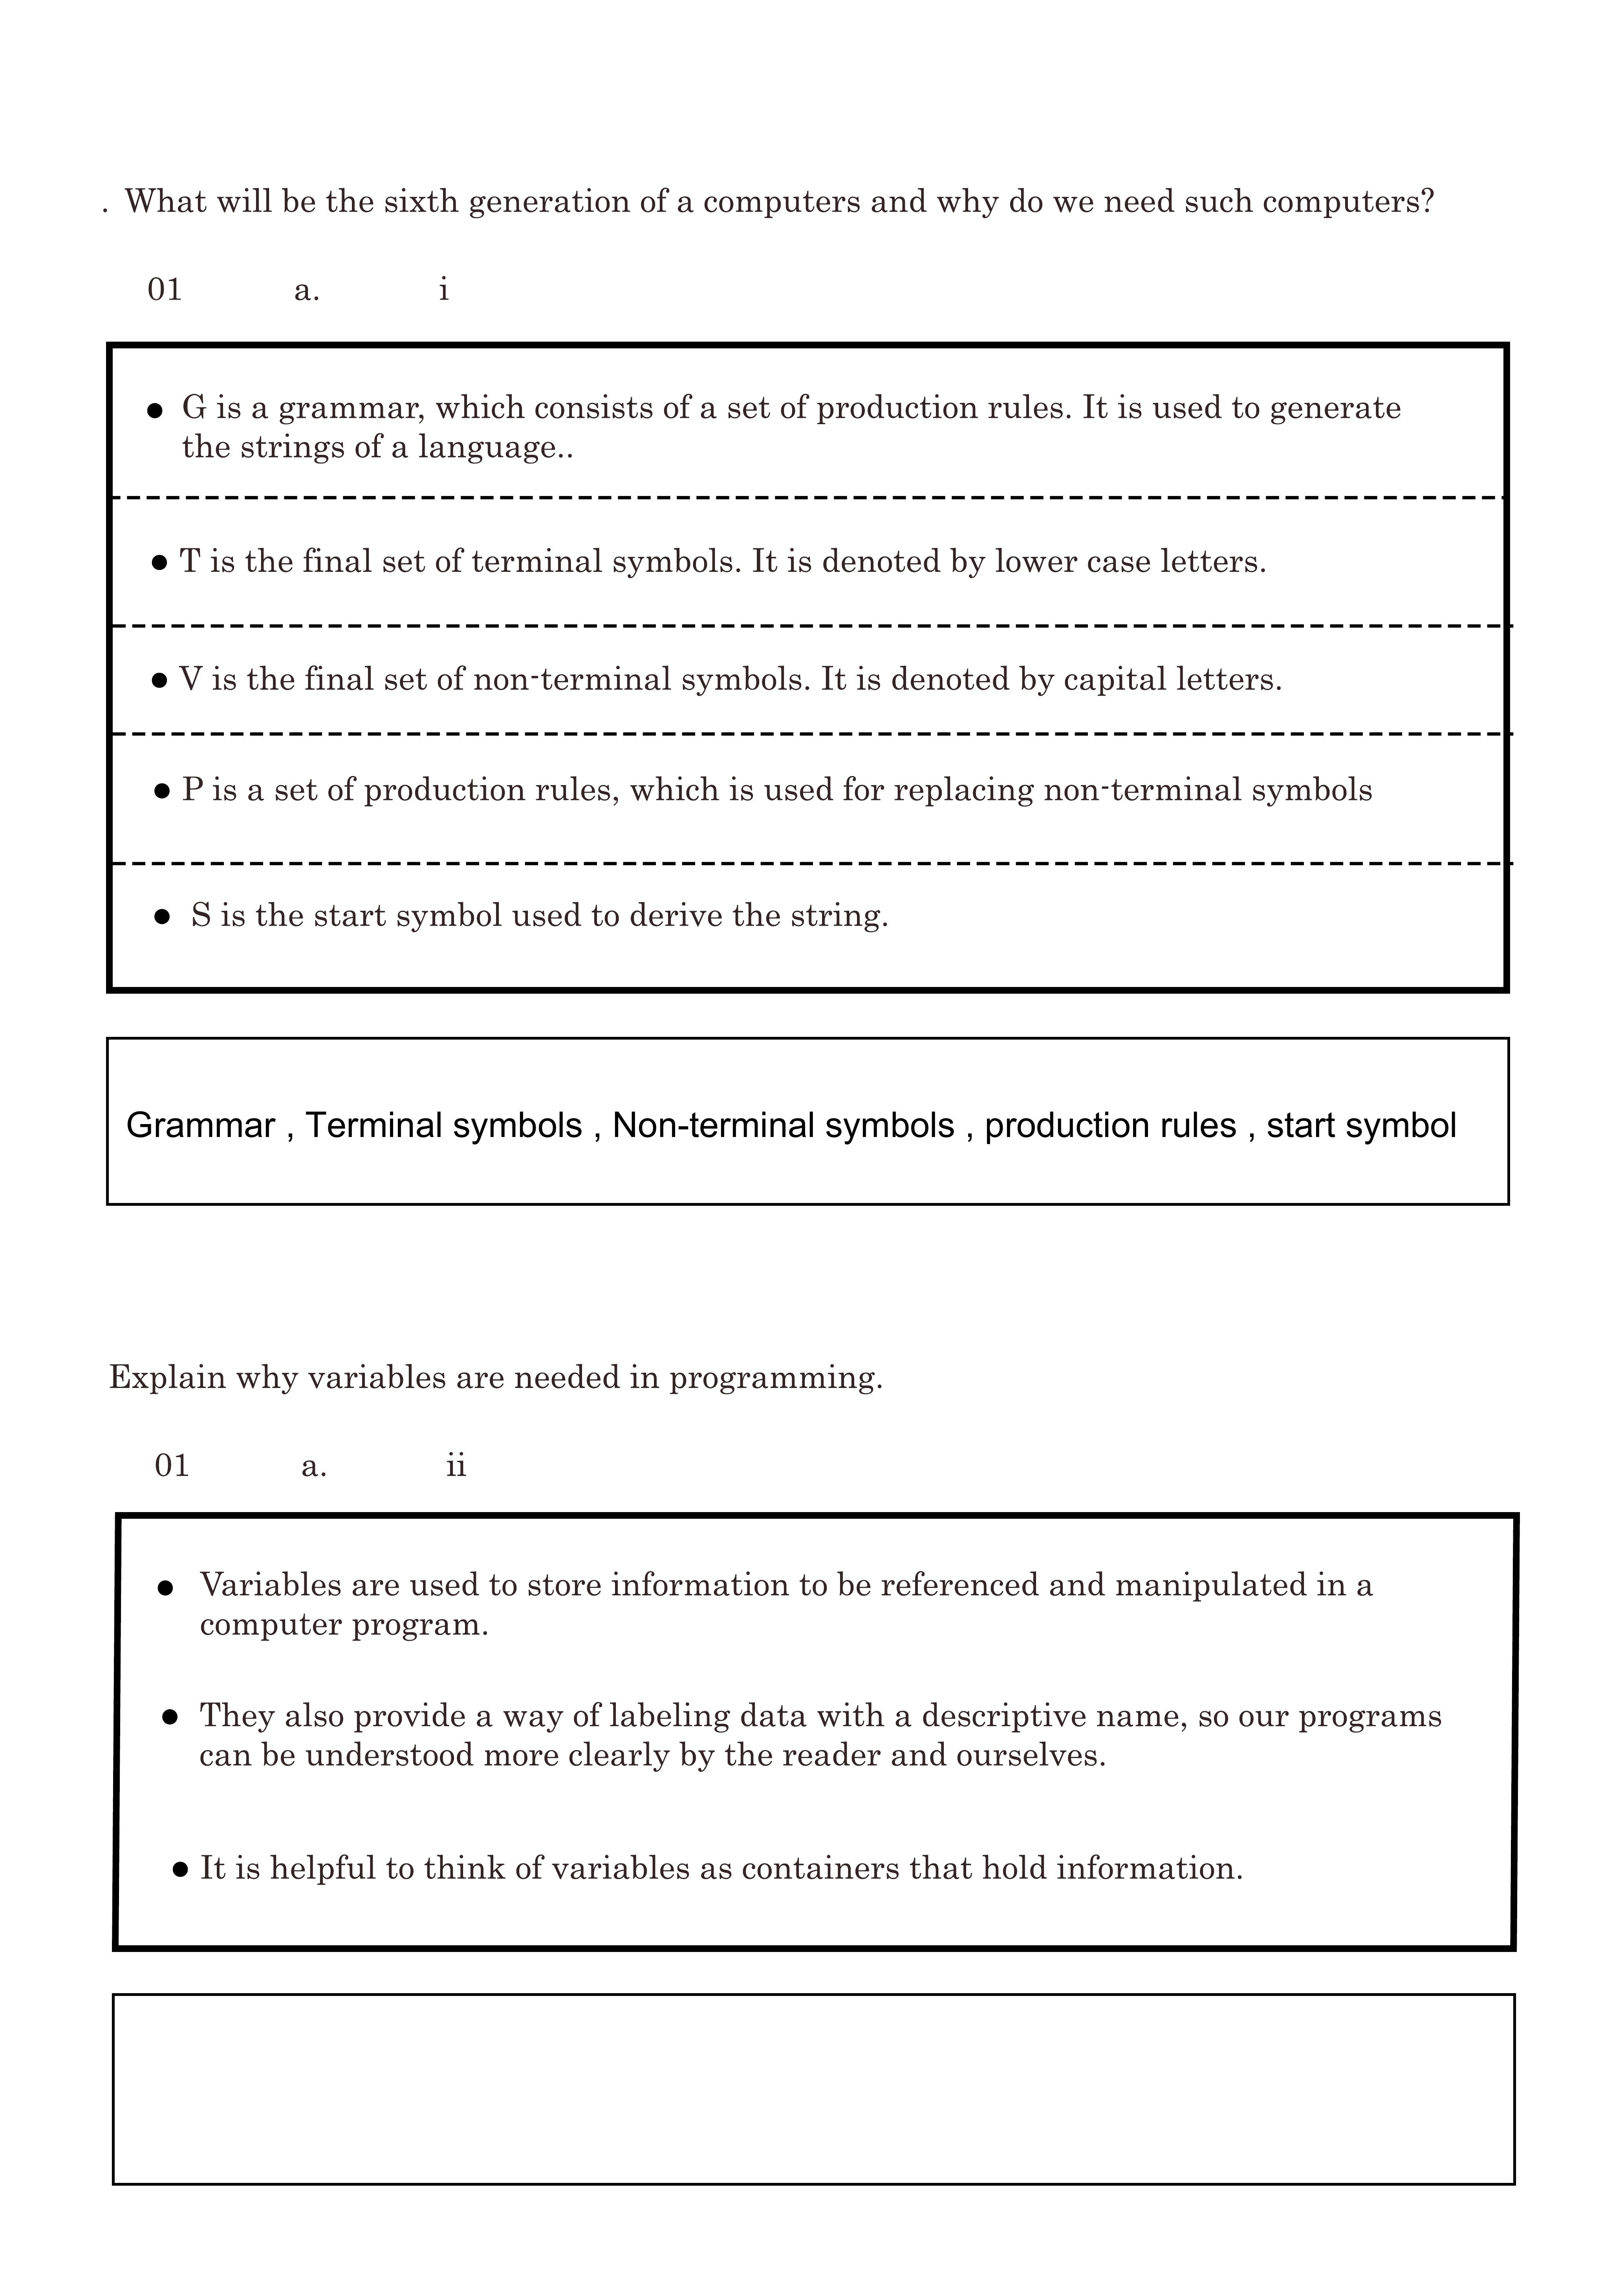 . What will be the sixth generation of a computers and why do we need such computers?
01 a. i
● G is a grammar, which consists of a set of production rules. It is used to generate
the strings of a language..
● T is the final set of terminal symbols. It is denoted by lower case letters.
● V is the final set of non-terminal symbols. It is denoted by capital letters.
● P is a set of production rules, which is used for replacing non-terminal symbols
● S is the start symbol used to derive the string.
Grammar , Terminal symbols , Non-terminal symbols , production rules , start symbol
Explain why variables are needed in programming.
01 a. ii
● Variables are used to store information to be referenced and manipulated in a
computer program.
● They also provide a way of labeling data with a descriptive name, so our programs
can be understood more clearly by the reader and ourselves.
● It is helpful to think of variables as containers that hold information.